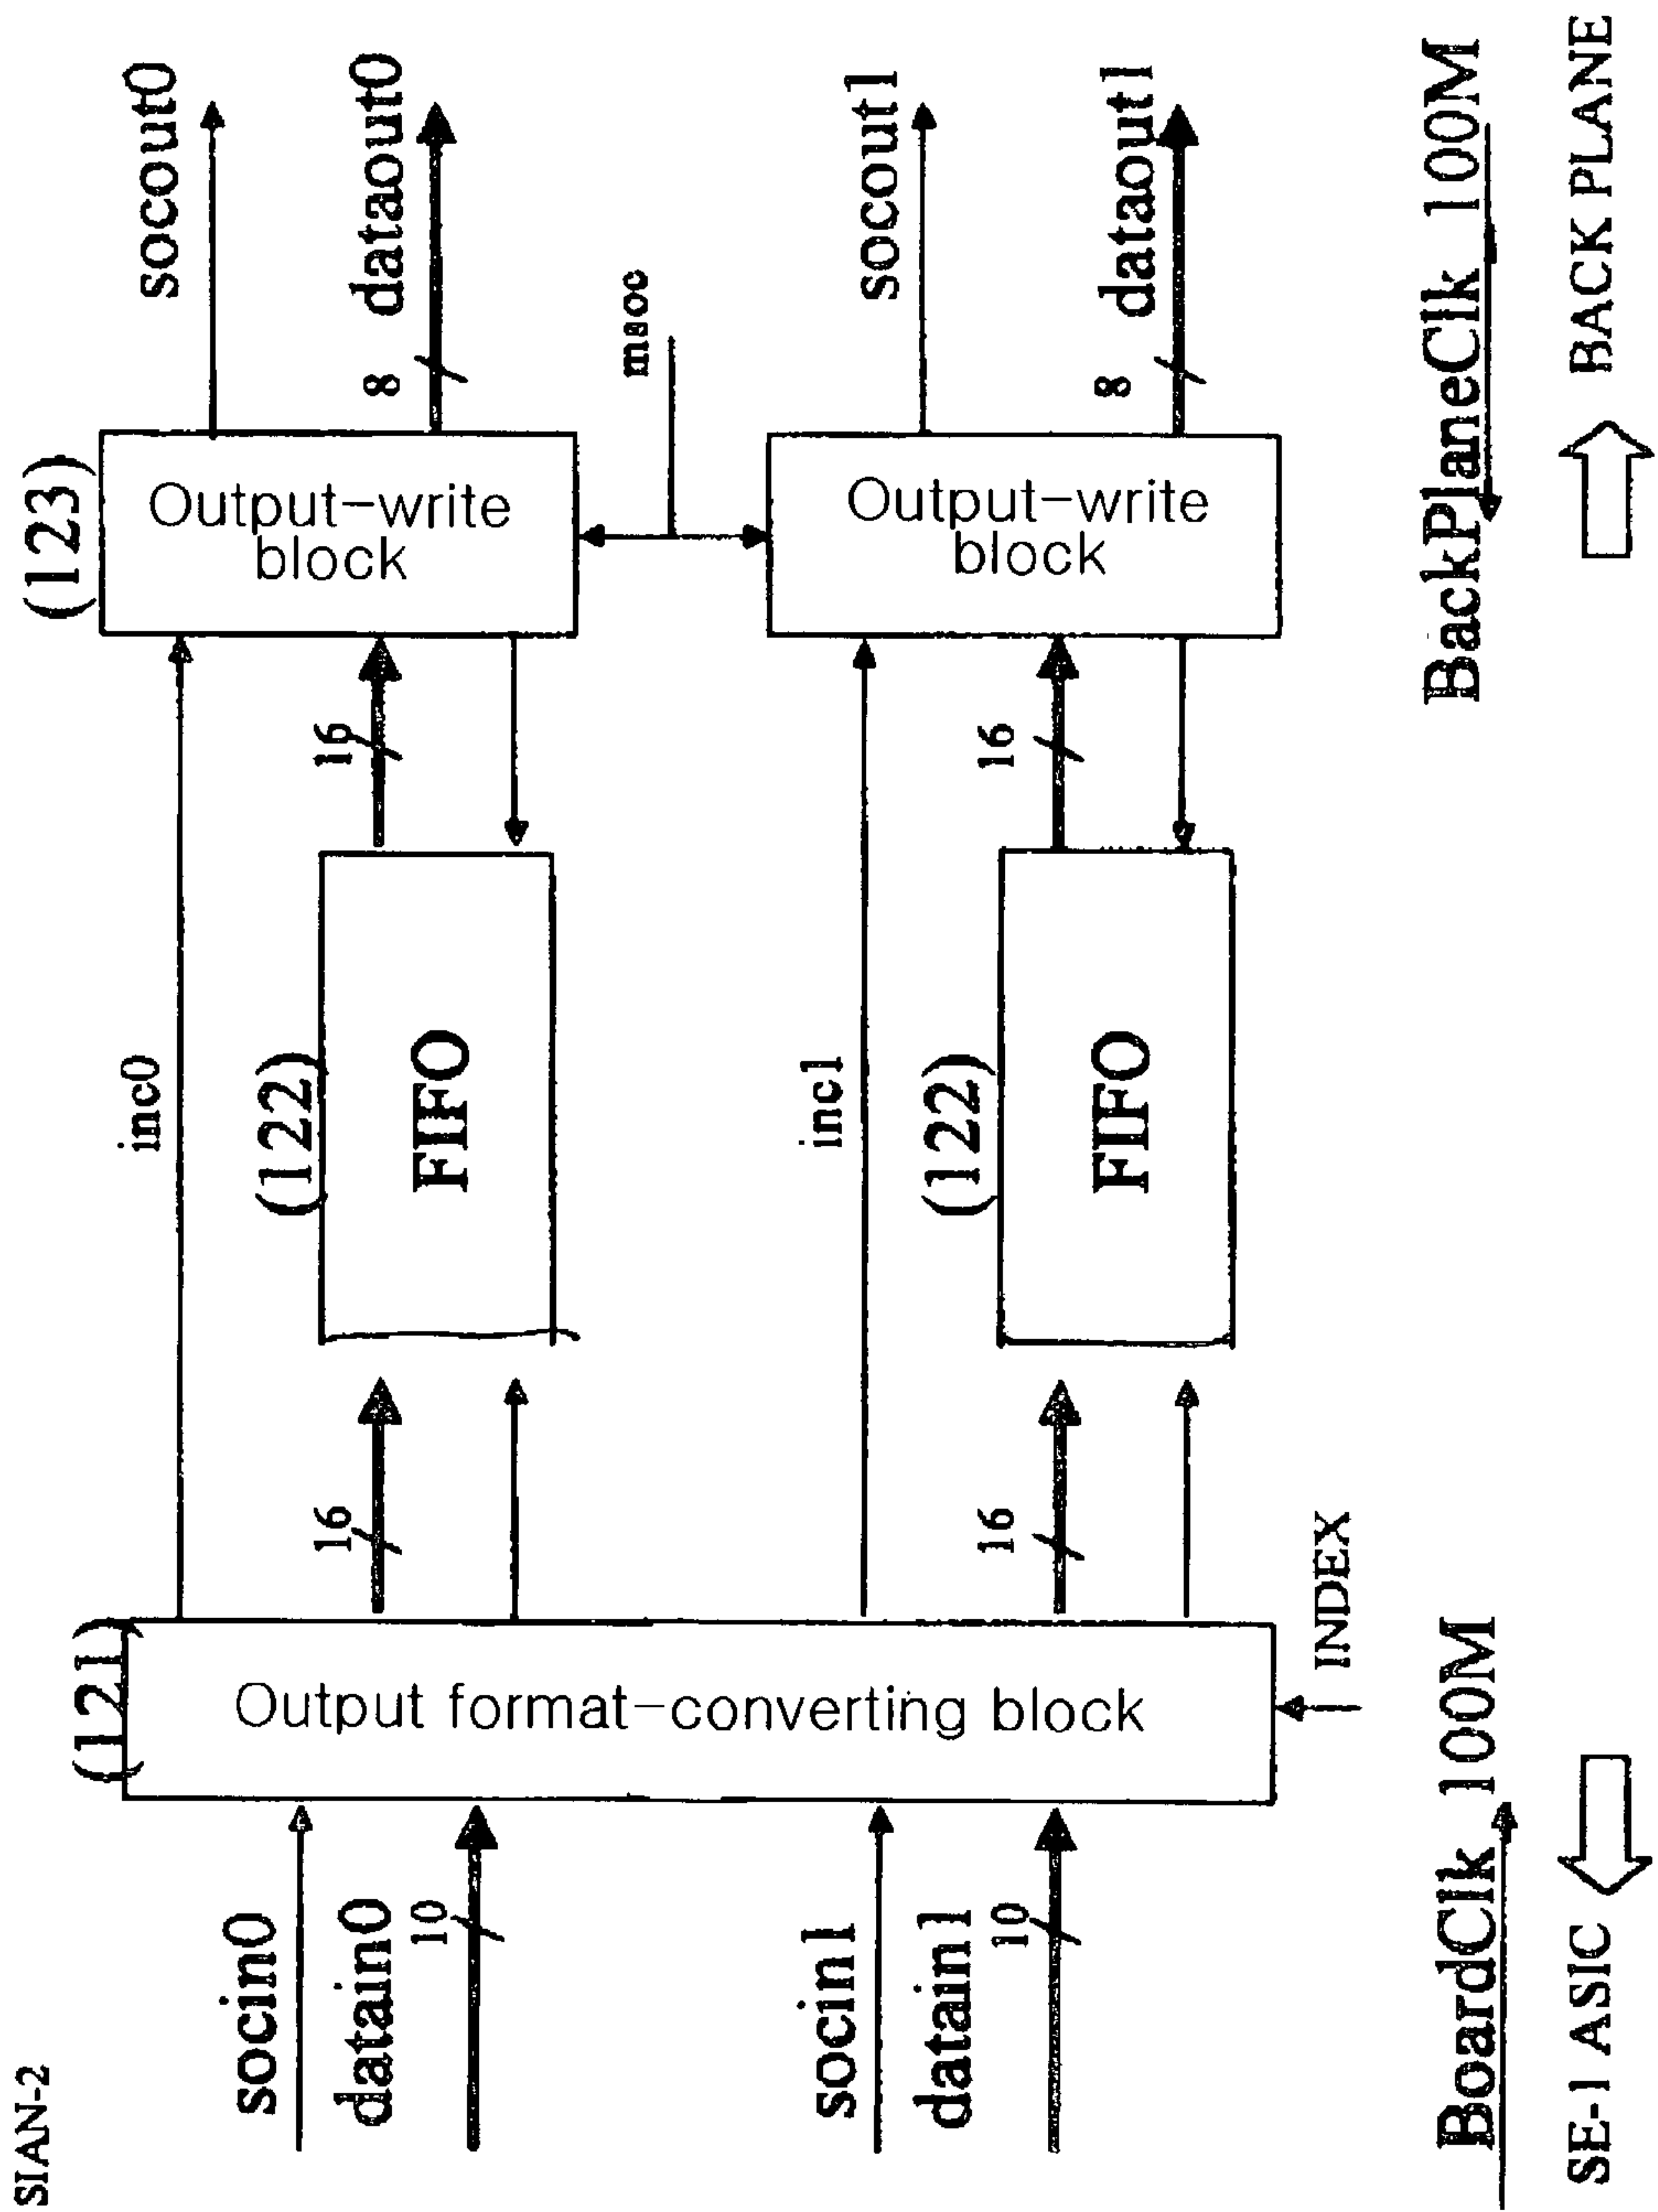 SIAN-2
(121)
Output format-converting block
socin0
datain0
10
socin1
datain1
10
INDEX
inc0
16
(122)
FIFO
16
inc1
16
(122)
FIFO
16
(123)
Output-write
block
Output-write
block
msoc
socout0
8 dataout0
socout1
8 dataout1
BoardClk 100M
BackPlaneClk 100M
SE-1 ASIC
BACK PLANE